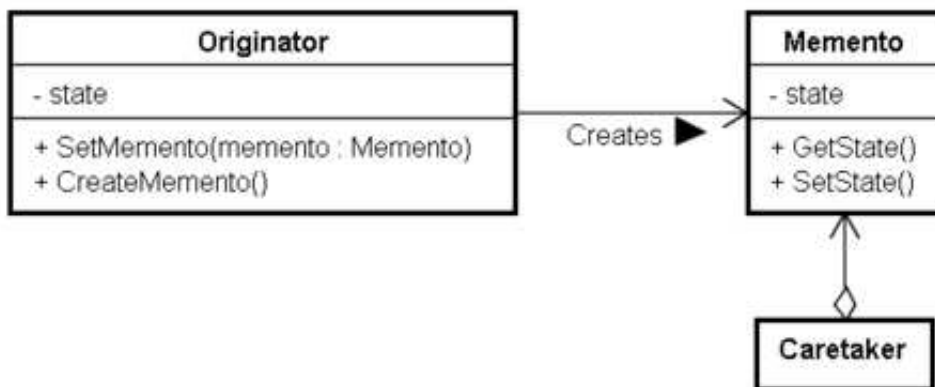 Originator
- state
+ SetMemento(memento : Memento)
+ CreateMemento()
Creates
Memento
- state
+ GetState()
+ SetState()
Caretaker